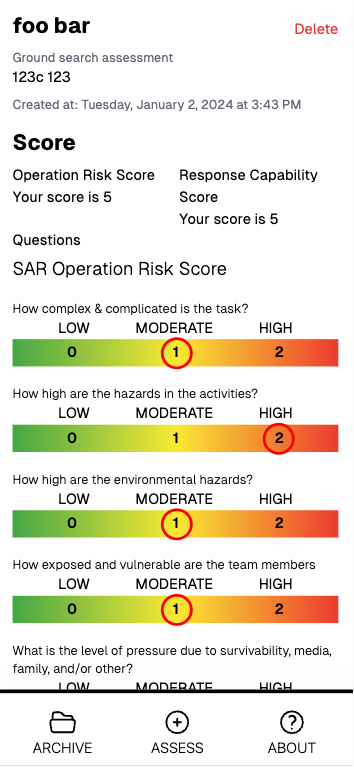 foo bar
Delete
Ground search assessment
123c 123
Created at: Tuesday, January 2, 2024 at 3:43 PM
Score
Operation Risk Score
Your score is 5
Response Capability
Score
Your score is 5
Questions
SAR Operation Risk Score
How complex & complicated is the task?
LOW MODERATE HIGH
0 1 2
How high are the hazards in the activities?
LOW MODERATE HIGH
0 1 2
How high are the environmental hazards?
LOW MODERATE HIGH
0 1 2
How exposed and vulnerable are the team members
LOW MODERATE HIGH
0 1 2
What is the level of pressure due to survivability, media,
family, and/or other?
LOW MODERATE HIGH
ARCHIVE ASSESS ABOUT